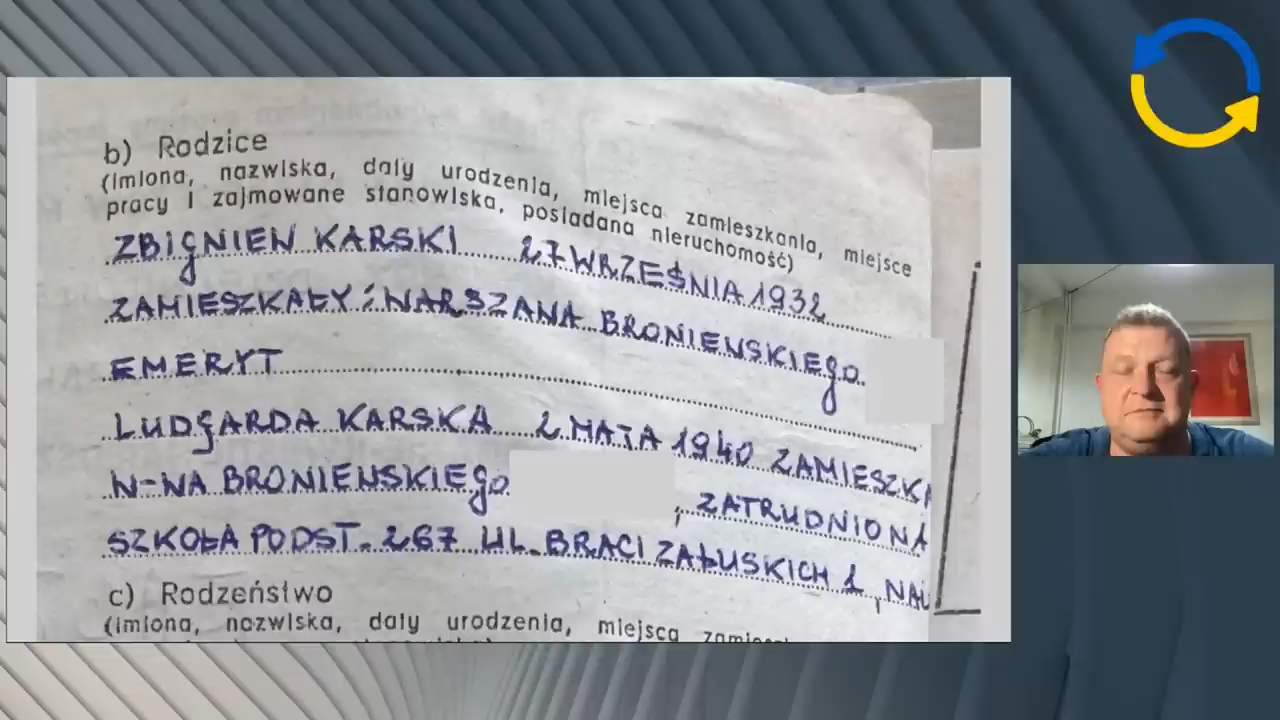 b) Rodzice
(imiona, nazwiska, daty urodzenia, miejsca zamieszkania, miejsce
pracy i zajmowane stanowiska, posiadana nieruchomość)
ZBIGNIEW KARSKI 27 WRZEŚNIA 1932
ZAMIESZKAŁY : WARSZAWA BRONIEWSKIEGO
EMERYT
LUDGARDA KARSKA 2 MAJA 1940 ZAMIESZKA
W-WA BRONIEWSKIEGO , ZATRUDNIONA
SZKOŁA PODST. 267 UL. BRACI ZAŁUSKICH 1, NAU
c) Rodzeństwo
(imiona, nazwiska, daty urodzenia, miejsca